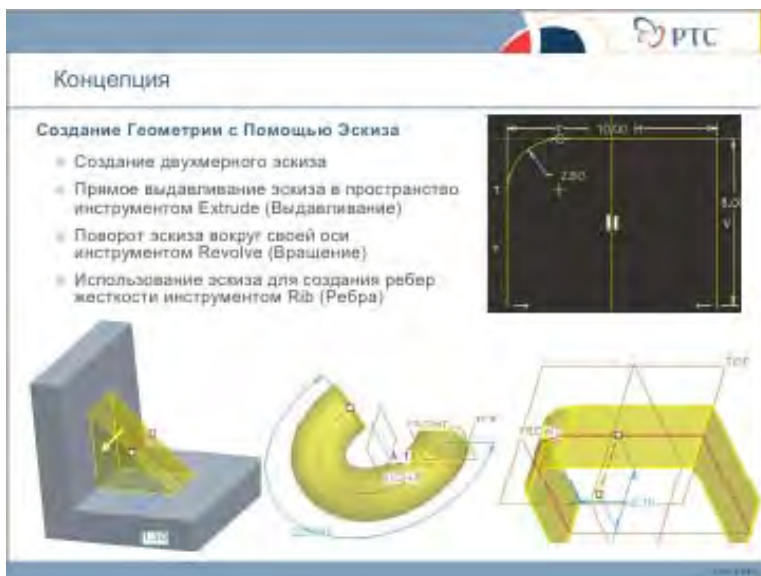 PTC
Концепция
Создание Геометрии с Помощью Эскиза
Создание двухмерного эскиза
Прямое выдавливание эскиза в пространство
инструментом Extrude (Выдавливание)
Поворот эскиза вокруг своей оси
инструментом Revolve (Вращение)
Использование эскиза для создания ребер
жесткости инструментом Rib (Ребра)
10.00 H
2.50
V
TOP